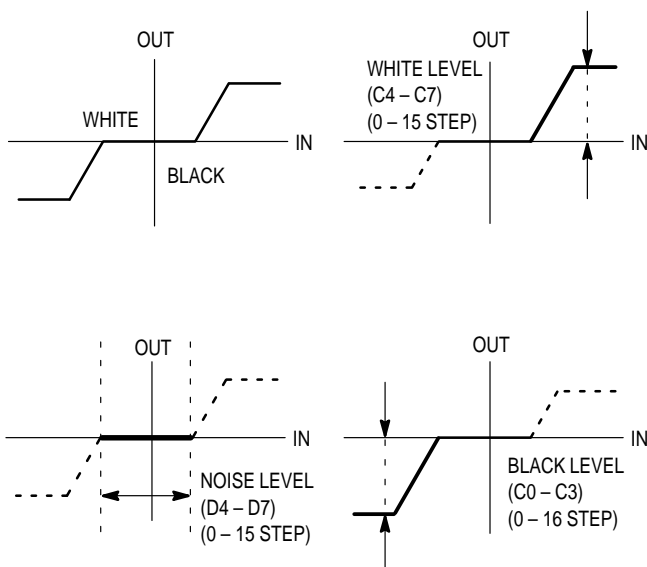 OUT
WHITE
IN
BLACK
OUT
WHITE LEVEL
(C4 – C7)
(0 – 15 STEP)
IN
OUT
IN
NOISE LEVEL
(D4 – D7)
(0 – 15 STEP)
OUT
IN
BLACK LEVEL
(C0 – C3)
(0 – 16 STEP)